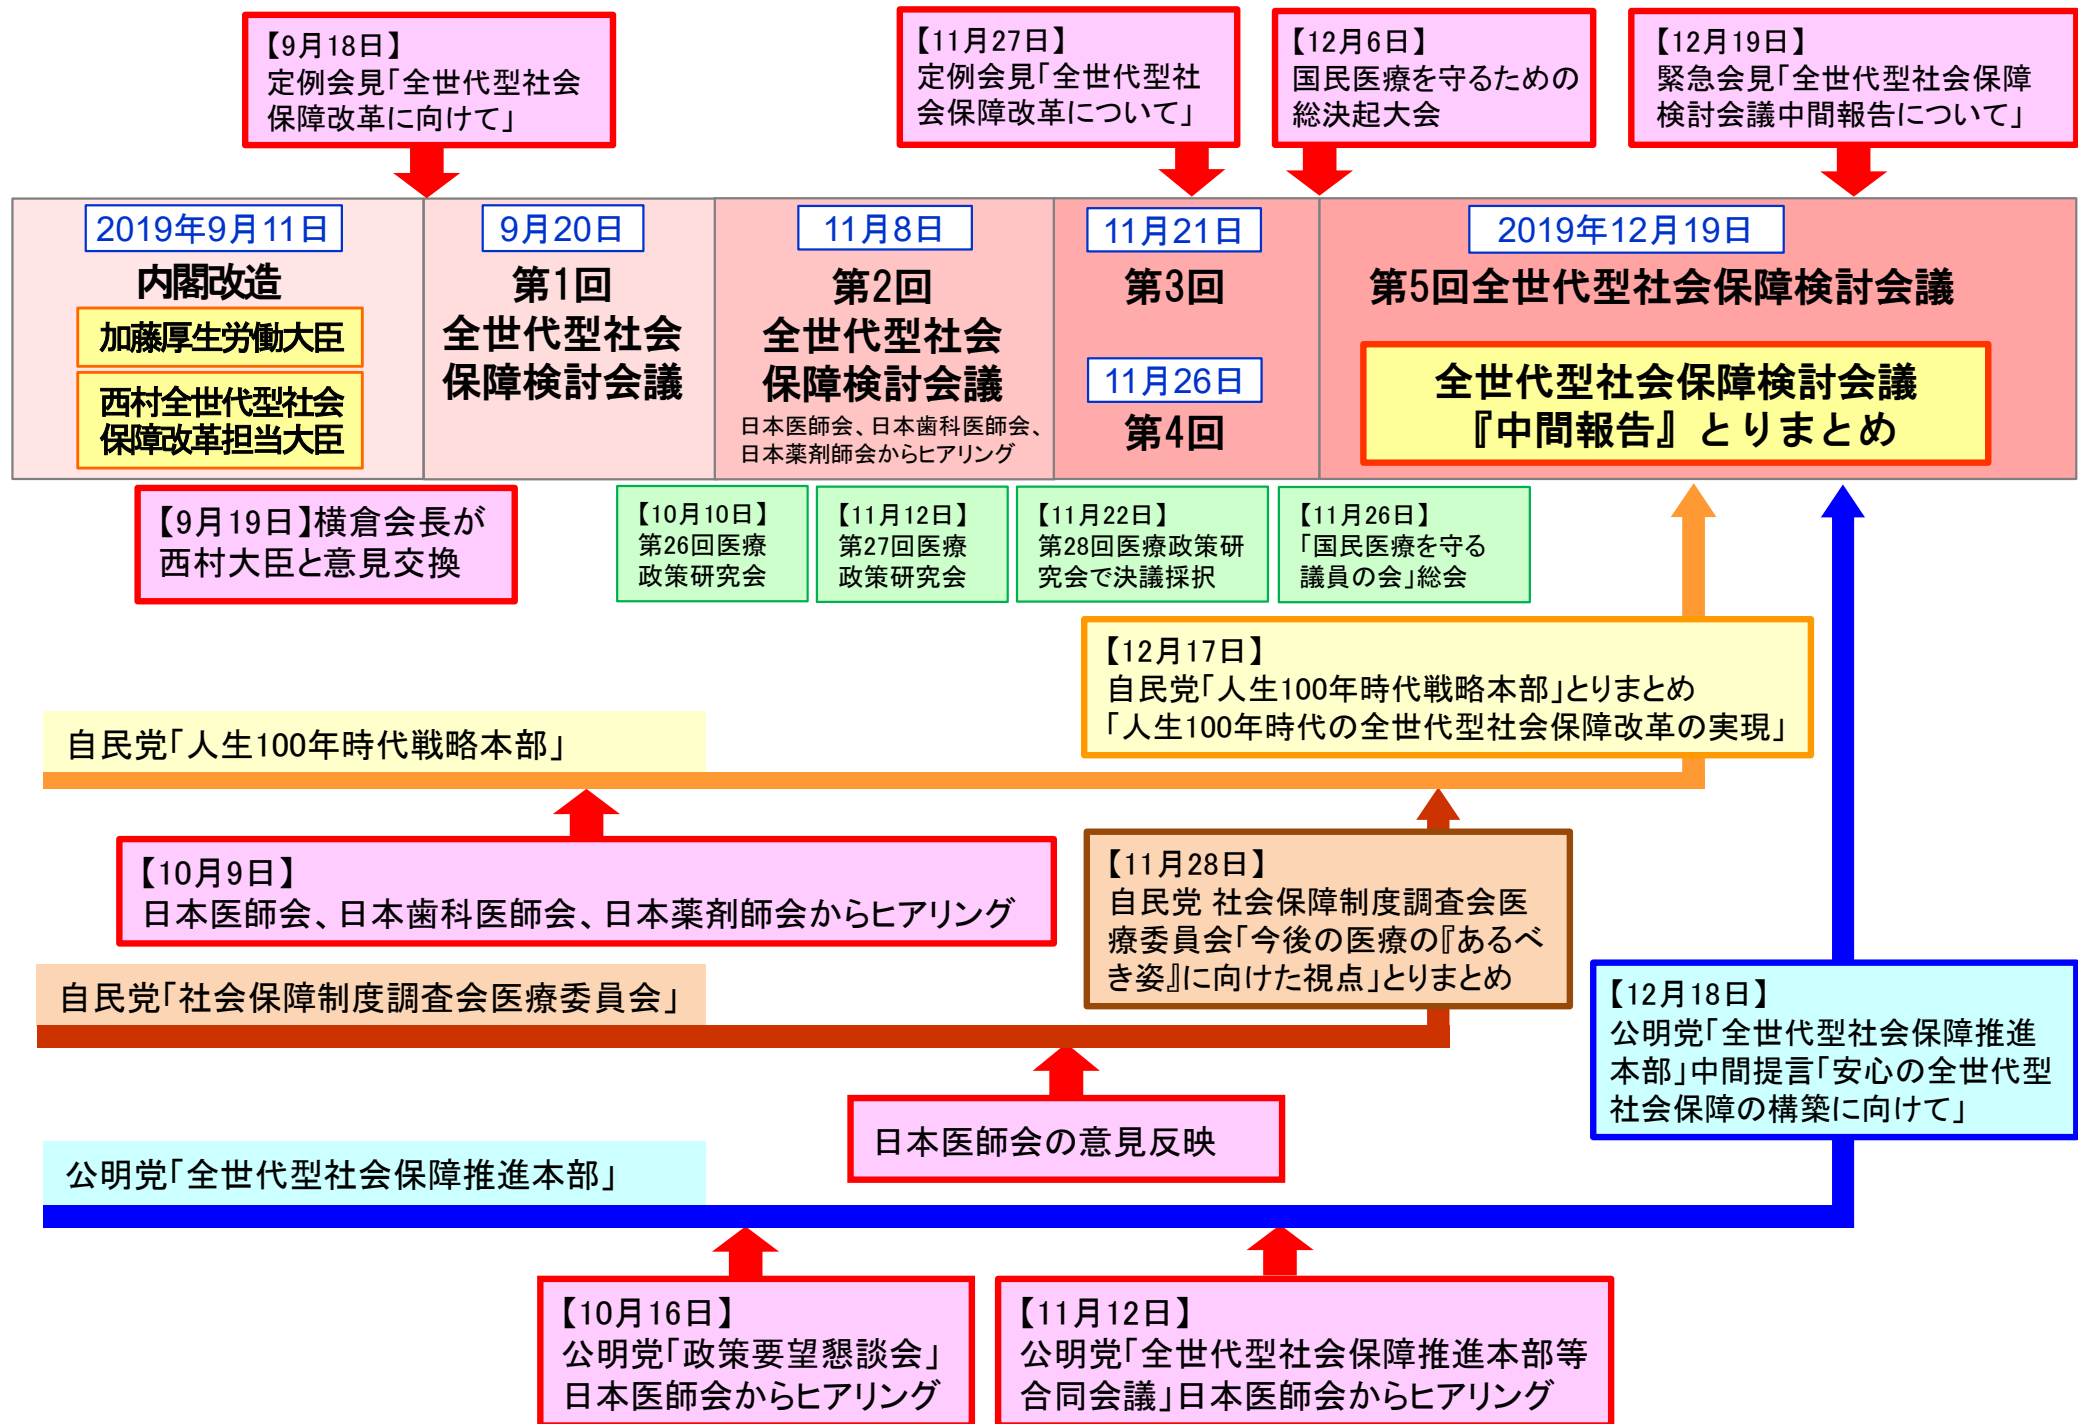 【9月18日】
定例会見「全世代型社会
保障改革に向けて」
【11月27日】
定例会見「全世代型社
会保障改革について」
【12月6日】
国民医療を守るための
総決起大会
【12月19日】
緊急会見「全世代型社会保障
検討会議中間報告について」
2019年9月11日
内閣改造
加藤厚生労働大臣
西村全世代型社会
保障改革担当大臣
9月20日
第1回
全世代型社会
保障検討会議
11月8日
第2回
全世代型社会
保障検討会議
日本医師会、日本歯科医師会、
日本薬剤師会からヒアリング
11月21日
第3回
11月26日
第4回
2019年12月19日
第5回全世代型社会保障検討会議
全世代型社会保障検討会議
『中間報告』とりまとめ
【9月19日】横倉会長が
西村大臣と意見交換
【10月10日】
第26回医療
政策研究会
【11月12日】
第27回医療
政策研究会
【11月22日】
第28回医療政策研
究会で決議採択
【11月26日】
「国民医療を守る
議員の会」総会
【12月17日】
自民党「人生100年時代戦略本部」とりまとめ
「人生100年時代の全世代型社会保障改革の実現」
自民党「人生100年時代戦略本部」
【10月9日】
日本医師会、日本歯科医師会、日本薬剤師会からヒアリング
【11月28日】
自民党 社会保障制度調査会医
療委員会「今後の医療の『あるべ
き姿』に向けた視点」とりまとめ
自民党「社会保障制度調査会医療委員会」
【12月18日】
公明党「全世代型社会保障推進
本部」中間提言「安心の全世代型
社会保障の構築に向けて」
日本医師会の意見反映
公明党「全世代型社会保障推進本部」
【10月16日】
公明党「政策要望懇談会」
日本医師会からヒアリング
【11月12日】
公明党「全世代型社会保障推進本部等
合同会議」日本医師会からヒアリング